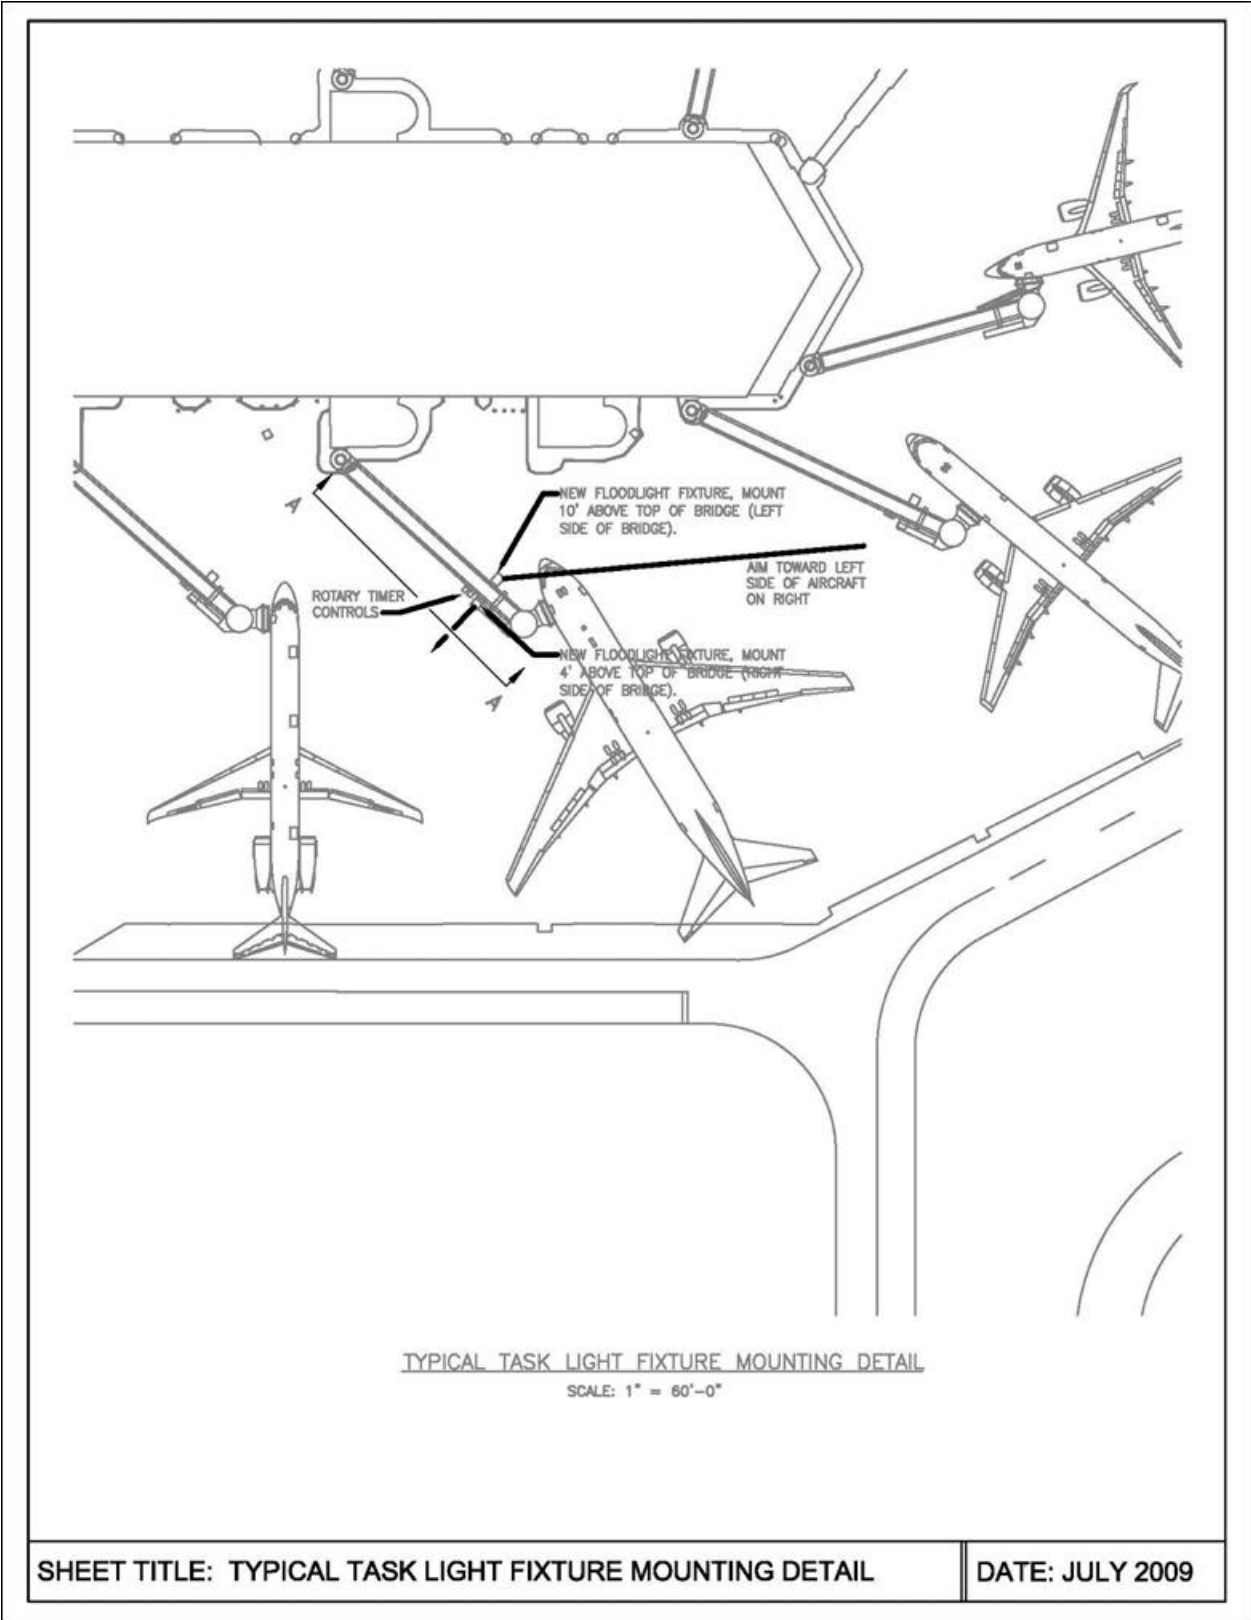 A
NEW FLOODLIGHT FIXTURE, MOUNT
10' ABOVE TOP OF BRIDGE (LEFT
SIDE OF BRIDGE).
AIM TOWARD LEFT
SIDE OF AIRCRAFT
ON RIGHT
ROTARY TIMER
CONTROLS
NEW FLOODLIGHT FIXTURE, MOUNT
4' ABOVE TOP OF BRIDGE (RIGHT
SIDE OF BRIDGE).
A
TYPICAL TASK LIGHT FIXTURE MOUNTING DETAIL
SCALE: 1" = 60'-0"
SHEET TITLE: TYPICAL TASK LIGHT FIXTURE MOUNTING DETAIL
DATE: JULY 2009